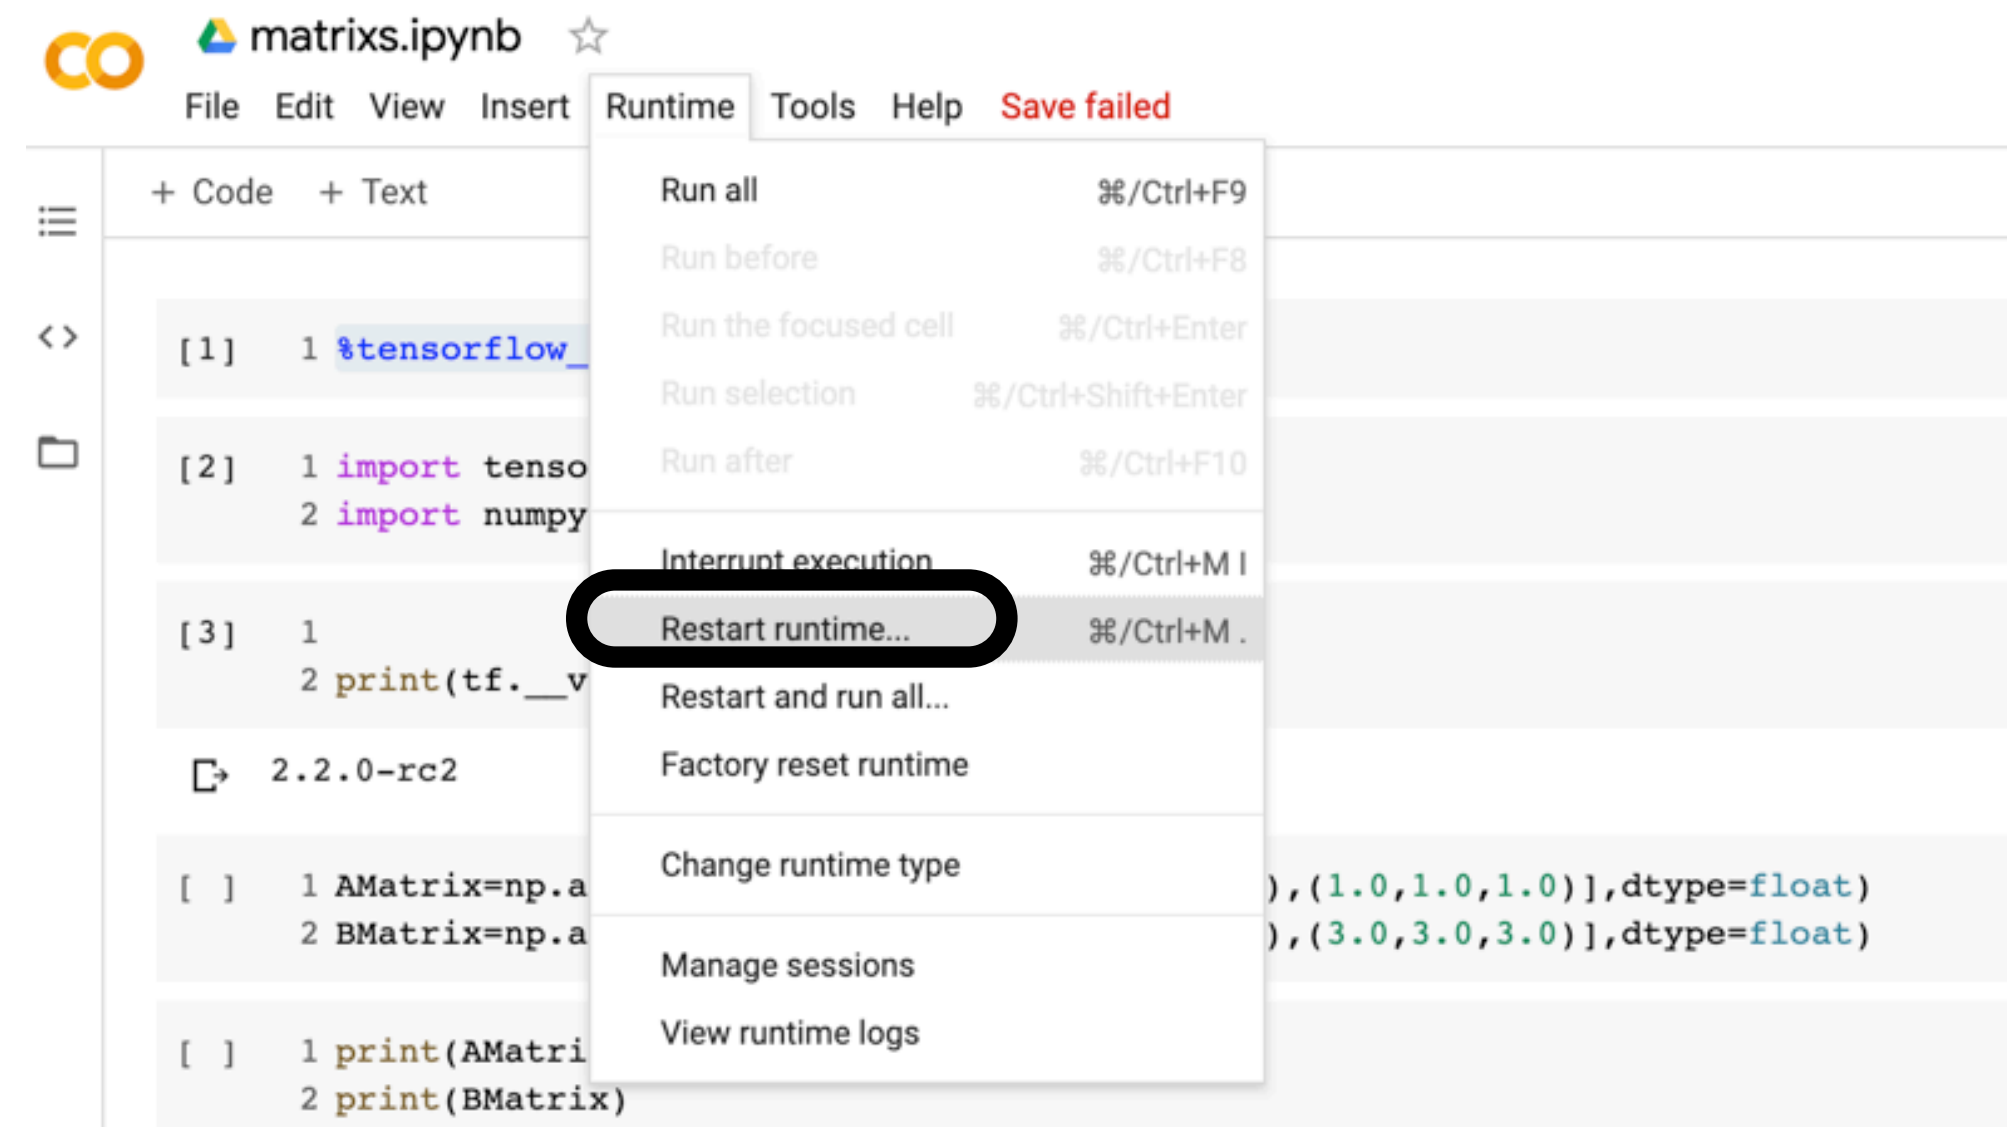 CO
matrixs.ipynb
File Edit View Insert Runtime Tools Help Save failed
+ Code + Text
Run all ⌘/Ctrl+F9
Run before ⌘/Ctrl+F8
Run the focused cell ⌘/Ctrl+Enter
Run selection ⌘/Ctrl+Shift+Enter
Run after ⌘/Ctrl+F10
Interrupt execution ⌘/Ctrl+M I
Restart runtime... ⌘/Ctrl+M .
Restart and run all...
Factory reset runtime
Change runtime type
Manage sessions
View runtime logs
[1] 1 %tensorflow_
[2] 1 import tenso
2 import numpy
[3] 1
2 print(tf.__v
2.2.0-rc2
[ ] 1 AMatrix=np.a ),(1.0,1.0,1.0)],dtype=float)
2 BMatrix=np.a ),(3.0,3.0,3.0)],dtype=float)
[ ] 1 print(AMatri
2 print(BMatrix)